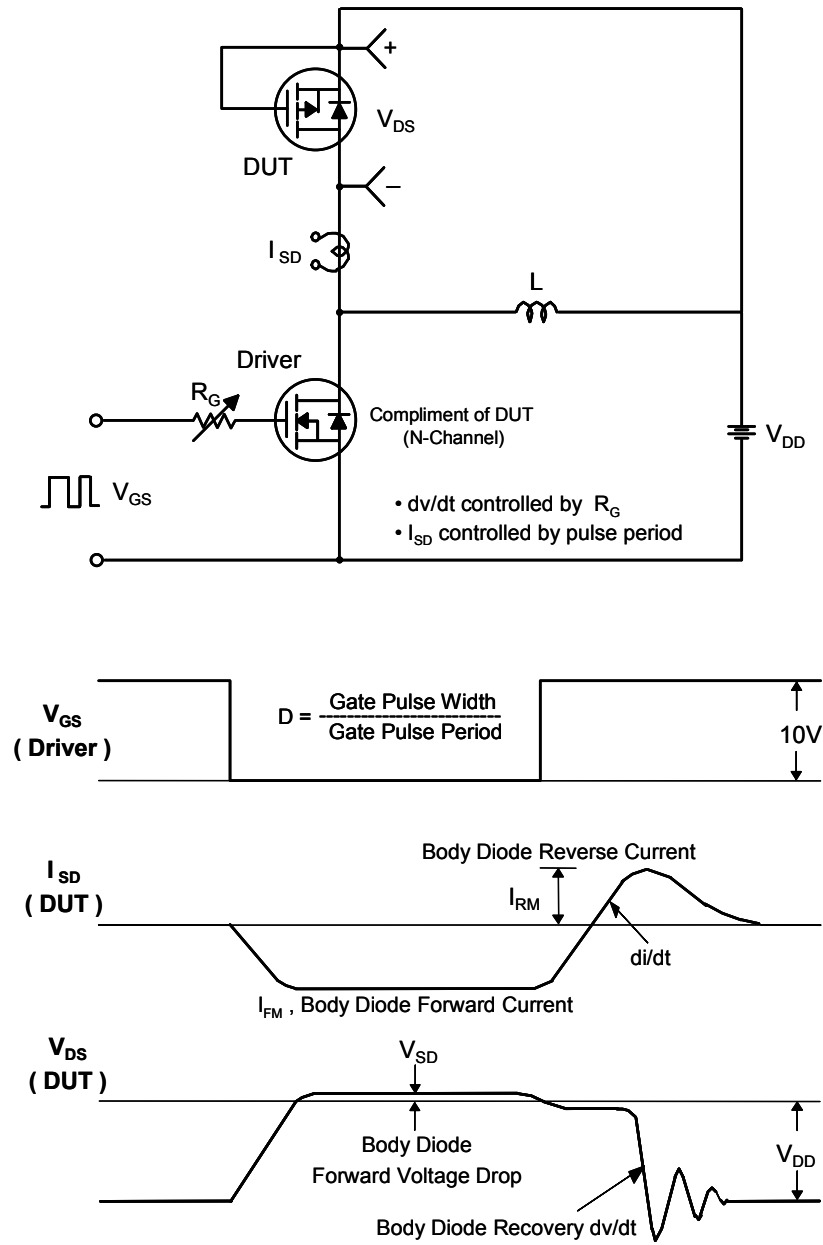 +
V_DS
DUT
–
I_SD
L
Driver
R_G
Compliment of DUT
(N-Channel)
V_DD
V_GS
• dv/dt controlled by R_G
• I_SD controlled by pulse period
V_GS
( Driver )
D = Gate Pulse Width
Gate Pulse Period
10V
Body Diode Reverse Current
I_SD
( DUT )
I_RM
di/dt
I_FM , Body Diode Forward Current
V_DS
( DUT )
V_SD
Body Diode
Forward Voltage Drop
V_DD
Body Diode Recovery dv/dt